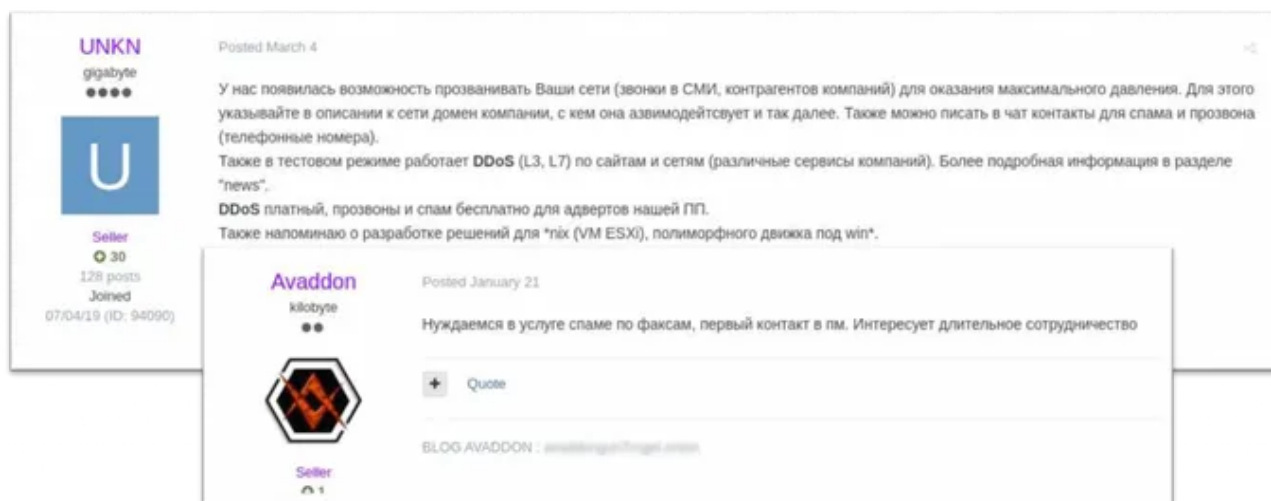 UNKN
gigabyte
U
Seller
30
128 posts
Joined
07/04/19 (ID: 94090)
Posted March 4
У нас появилась возможность прозванивать Ваши сети (звонки в СМИ, контрагентов компаний) для оказания максимального давления. Для этого
указывайте в описании к сети домен компании, с кем она азвимодейтсвует и так далее. Также можно писать в чат контакты для спама и прозвона
(телефонные номера).
Также в тестовом режиме работает DDoS (L3, L7) по сайтам и сетям (различные сервисы компаний). Более подробная информация в разделе
"news".
DDoS платный, прозвоны и спам бесплатно для адвертов нашей ПП.
Также напоминаю о разработке решений для *nix (VM ESXi), полиморфного движка под win*.
Avaddon
kilobyte
Seller
1
Posted January 21
Нуждаемся в услуге спаме по факсам, первый контакт в пм. Интересует длительное сотрудничество
+ Quote
BLOG AVADDON :